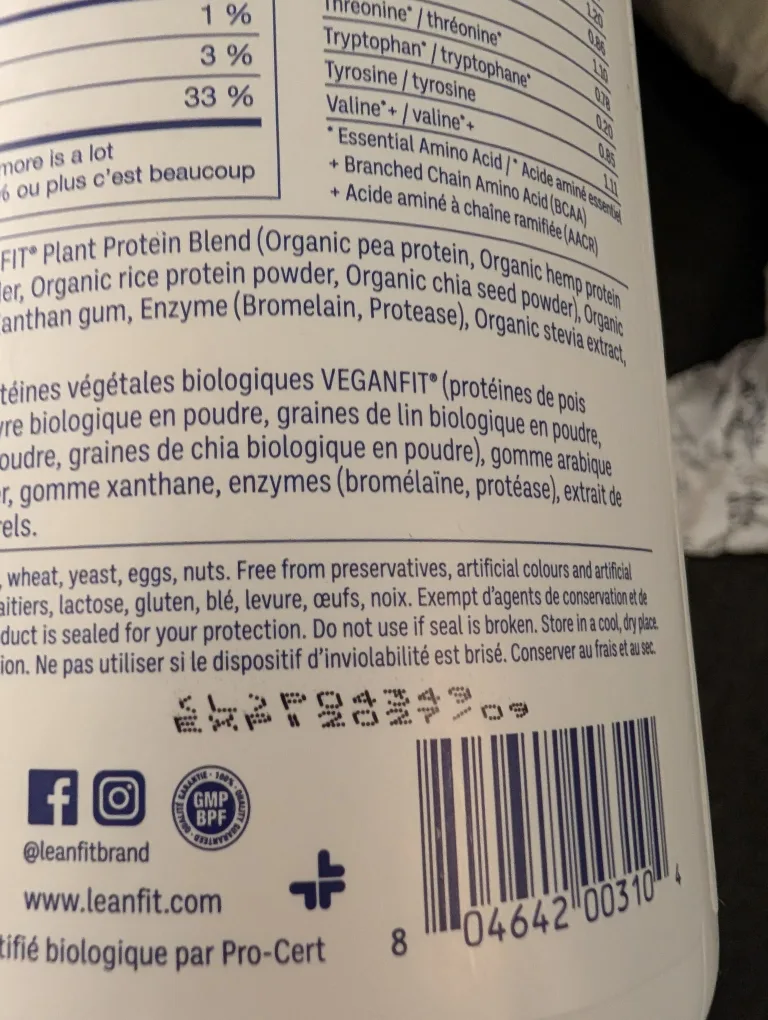 1 %
3 %
33 %
more is a lot
% ou plus c'est beaucoup
1.20
Threonine* / thréonine* 0.86
Tryptophan* / tryptophane*
Tyrosine / tyrosine
Valine*+ / valine*+
* Essential Amino Acid / * Acide aminé essentiel
+ Branched Chain Amino Acid (BCAA)
+ Acide aminé à chaîne ramifiée (AACR)
FIT® Plant Protein Blend (Organic pea protein, Organic hemp protein
er, Organic rice protein powder, Organic chia seed powder), Organic
anthan gum, Enzyme (Bromelain, Protease), Organic stevia extract,
téines végétales biologiques VEGANFIT® (protéines de pois
vre biologique en poudre, graines de lin biologique en poudre,
oudre, graines de chia biologique en poudre), gomme arabique
r, gomme xanthane, enzymes (bromélaïne, protéase), extrait de
rels.
, wheat, yeast, eggs, nuts. Free from preservatives, artificial colours and artificial
aitiers, lactose, gluten, blé, levure, œufs, noix. Exempt d'agents de conservation et de
duct is sealed for your protection. Do not use if seal is broken. Store in a cool, dry place.
ion. Ne pas utiliser si le dispositif d'inviolabilité est brisé. Conserver au frais et au sec.
GMP
BPF
@leanfitbrand
www.leanfit.com
tifié biologique par Pro-Cert
8 04642 00310 4